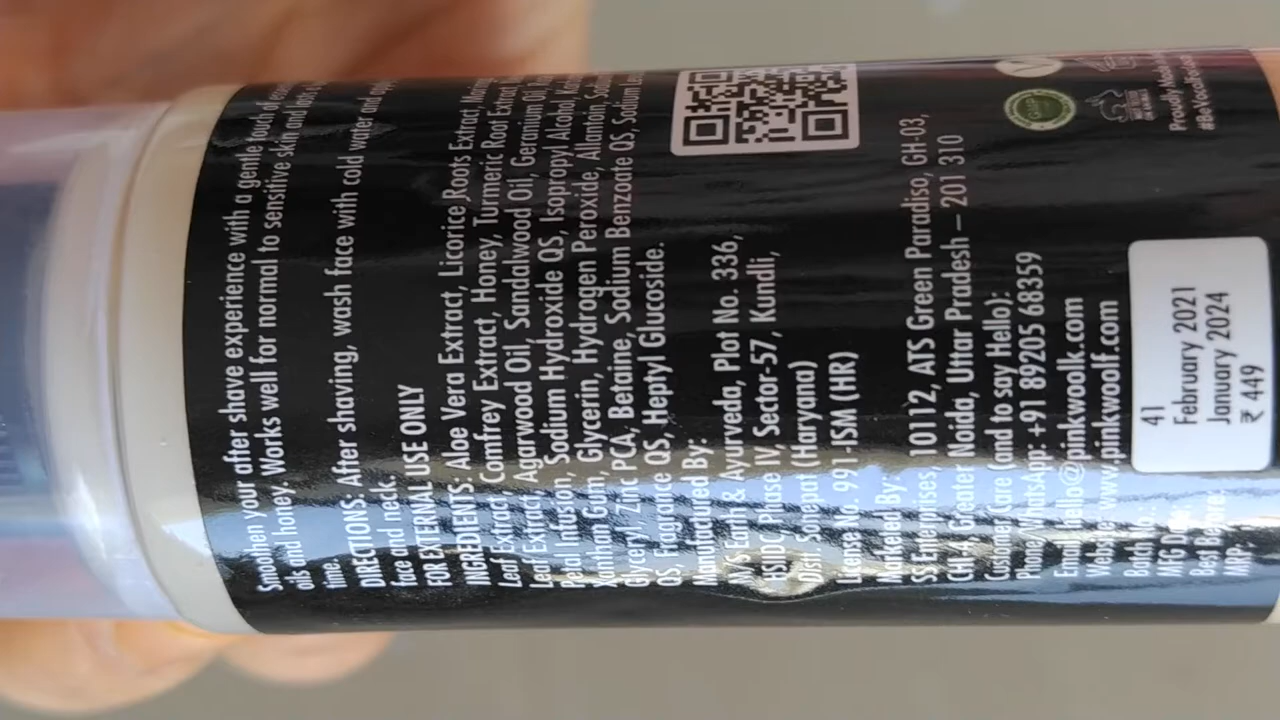 Smoothen your after shave experience with a gentle touch of
oils and honey. Works well for normal to sensitive skin and
time.
DIRECTIONS: After shaving, wash face with cold water and
face and neck.
FOR EXTERNAL USE ONLY
INGREDIENTS: Aloe Vera Extract, Licorice Roots Extract,
Leaf Extract, Comfrey Extract, Honey, Turmeric Root Extract
Leaf Extract, Agarwood Oil, Sandalwood Oil, Geranium Oil,
Petal Infusion, Sodium Hydroxide QS, Isopropyl Alcohol,
Xanthan Gum, Glycerin, Hydrogen Peroxide, Allantoin,
Glyceryl, Zinc PCA, Betaine, Sodium Benzoate QS, Sodium
QS, Fragrance QS, Heptyl Glucoside.
Manufactured By:
M/S Earth & Ayurveda, Plot No. 336,
HSIIDC, Phase IV, Sector-57, Kundli,
Distt. Sonepat (Haryana)
License No. 991-ISM (HR)
Marketed By:
SS Enterprises, 10112, ATS Green Paradiso, GH-03,
CHI-4, Greater Noida, Uttar Pradesh – 201 310
Customer Care (and to say Hello):
Phone/WhatsApp: +91 89205 68359
Email: hello@pinkwoolk.com
Website: www.pinkwoolf.com
Batch No.: 41
MFG Date: February 2021
Best Before: January 2024
MRP: ₹ 449
Proudly